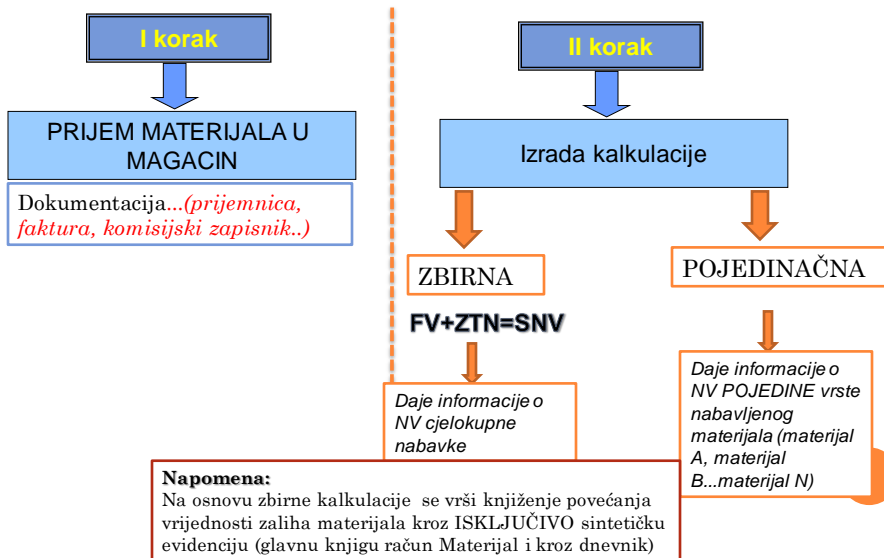 I korak
PRIJEM MATERIJALA U
MAGACIN
Dokumentacija...(prijemnica,
faktura, komisijski zapisnik..)
II korak
Izrada kalkulacije
ZBIRNA
FV+ZTN=SNV
Daje informacije o
NV cjelokupne
nabavke
POJEDINAČNA
Daje informacije o
NV POJEDINE vrste
nabavljenog
materijala (materijal
A, materijal
B...materijal N)
Napomena:
Na osnovu zbirne kalkulacije se vrši knjiženje povećanja
vrijednosti zaliha materijala kroz ISKLJUČIVO sintetičku
evidenciju (glavnu knjigu račun Materijal i kroz dnevnik)